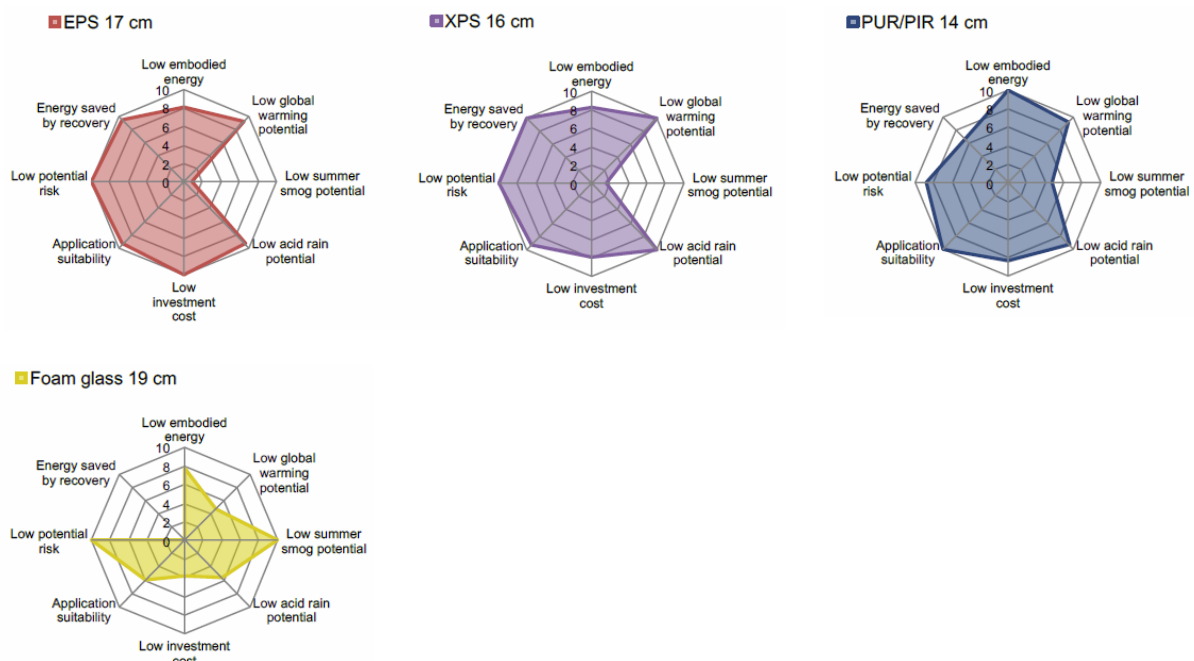 EPS 17 cm
Low embodied
energy
10
8
6
4
2
0
Low global
warming
potential
Low summer
smog potential
Low acid rain
potential
Low
investment
cost
Application
suitability
Low potential
risk
Energy saved
by recovery
XPS 16 cm
Low embodied
energy
10
8
6
4
2
0
Low global
warming
potential
Low summer
smog potential
Low acid rain
potential
Low investment
cost
Application
suitability
Low potential
risk
Energy saved
by recovery
PUR/PIR 14 cm
Low embodied
energy
10
8
6
4
2
0
Low global
warming
potential
Low summer
smog potential
Low acid rain
potential
Low investment
cost
Application
suitability
Low potential
risk
Energy saved
by recovery
Foam glass 19 cm
Low embodied
energy
10
8
6
4
2
0
Low global
warming
potential
Low summer
smog potential
Low acid rain
potential
Low investment
cost
Application
suitability
Low potential
risk
Energy saved
by recovery